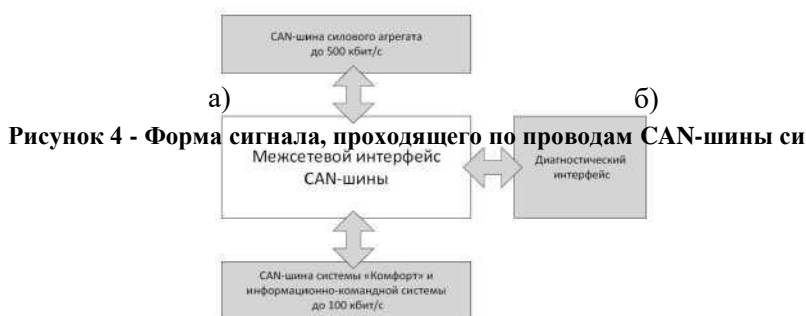 CAN-шина силового агрегата
до 500 кбит/с
а) б)
Рисунок 4 - Форма сигнала, проходящего по проводам CAN-шины си
Межсетевой интерфейс
CAN-шины
Диагностический
интерфейс
CAN-шина системы «Комфорт» и
информационно-командной системы
до 100 кбит/с